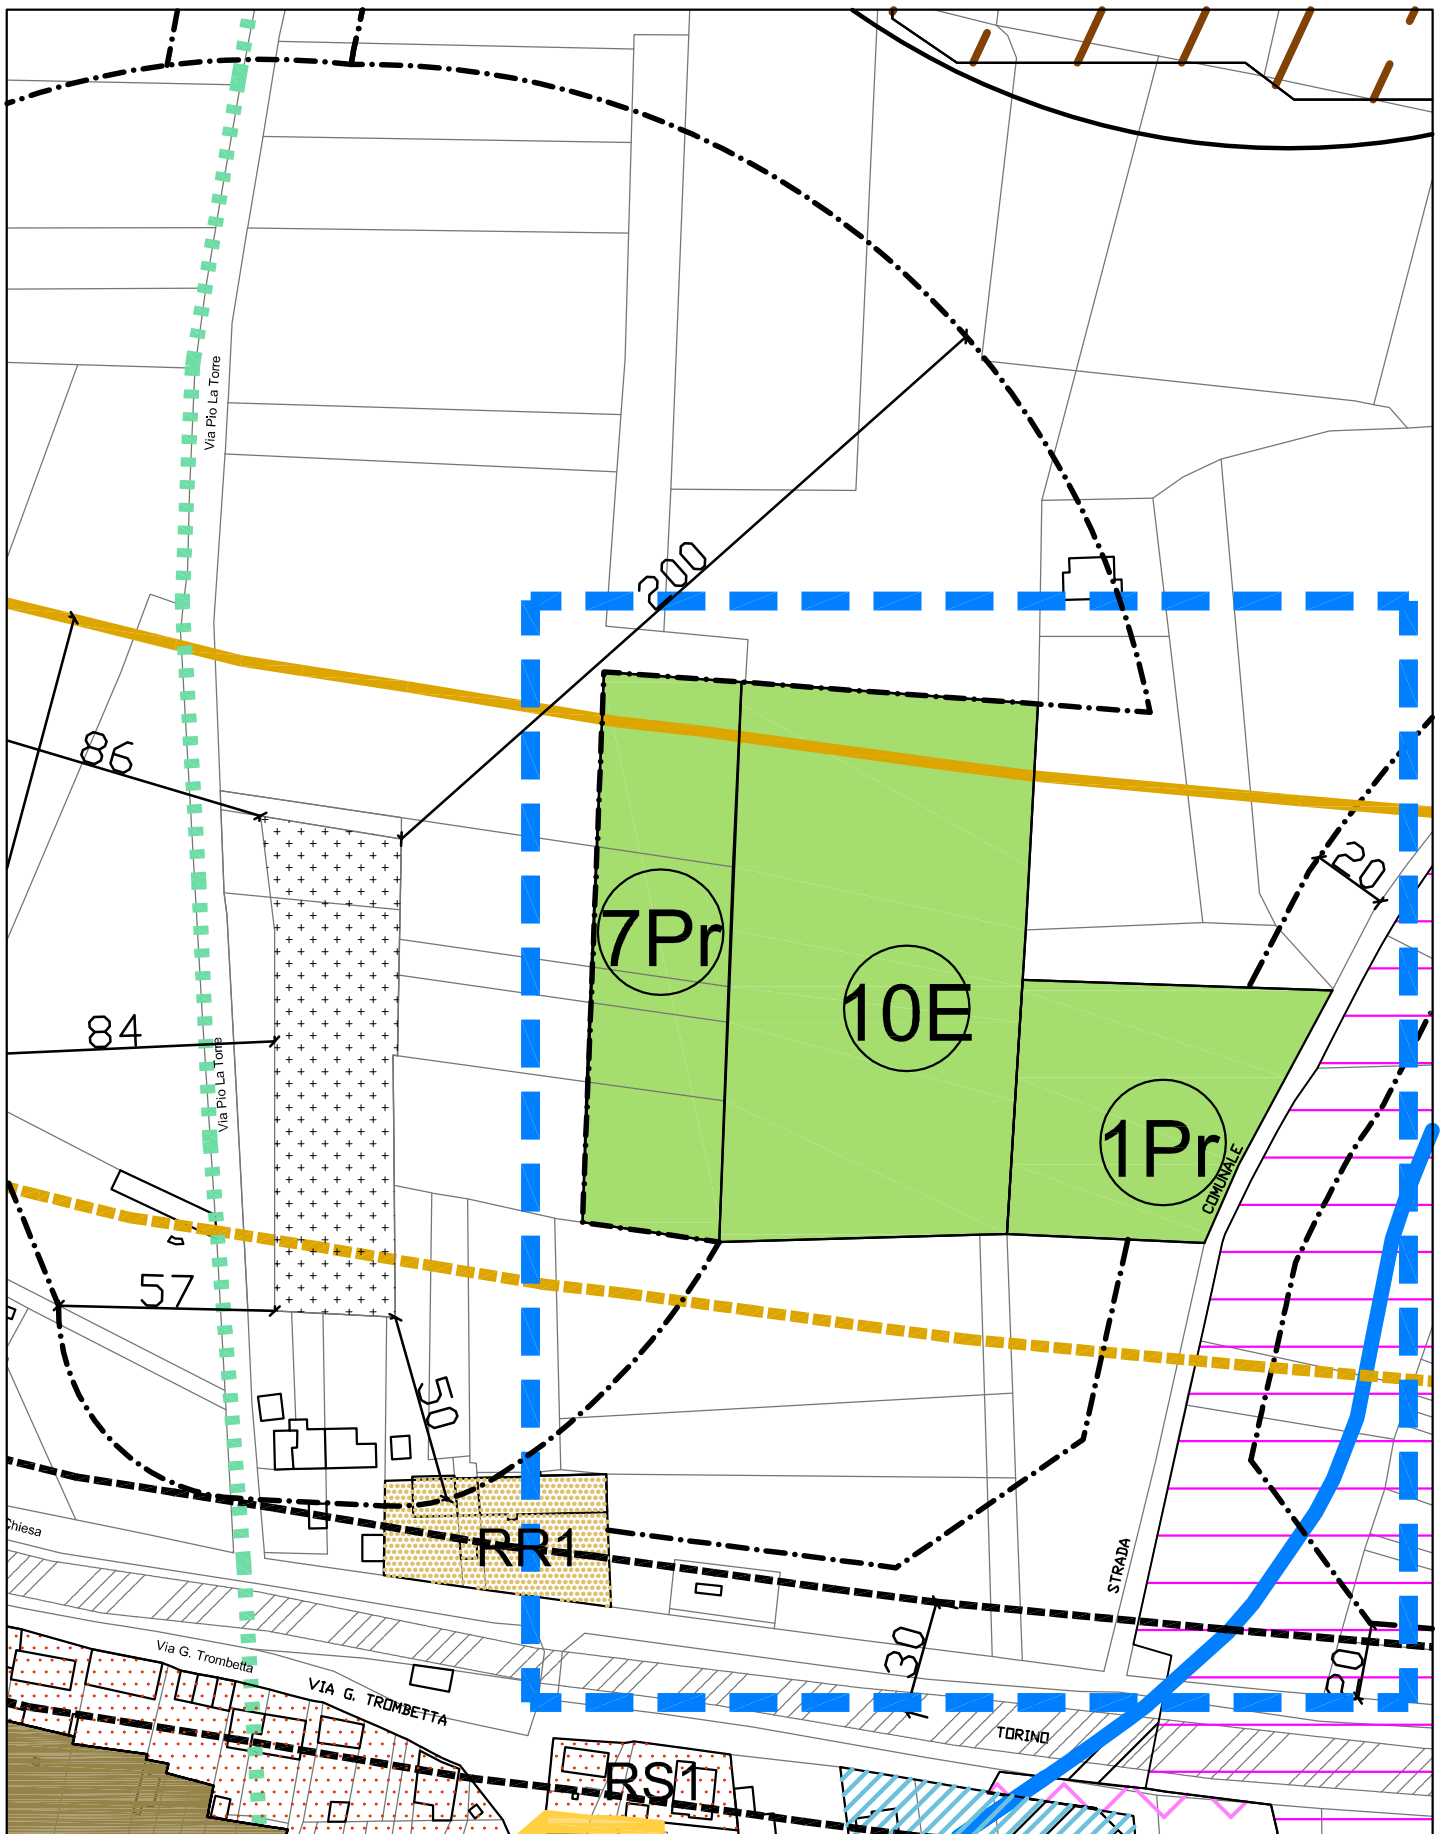 Via Pio La Torre
200
86
20
7Pr
10E
84
Via Pio La Torre
1Pr
COMUNALE
57
50
Chiesa
RR1
STRADA
30
30
Via G. Trombetta
VIA G. TROMBETTA
TORINO
RS1